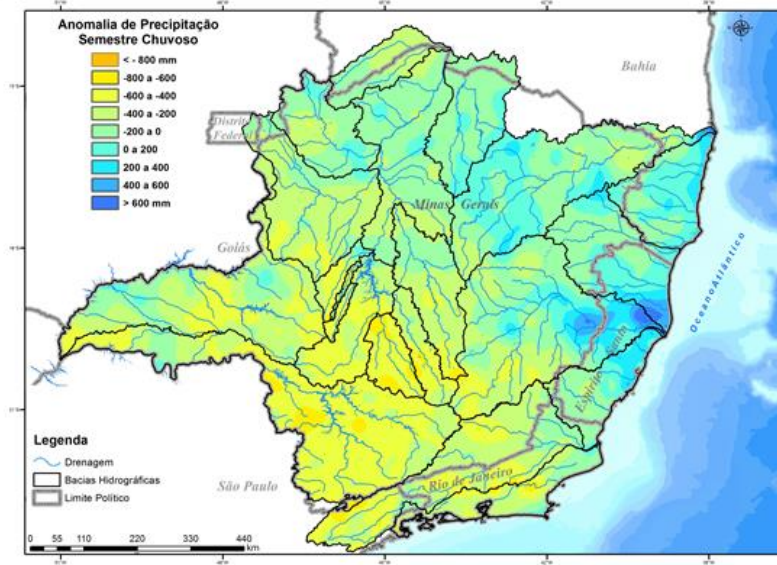 Anomalia de Precipitação
Semestre Chuvoso
< - 800 mm
-800 a -600
-600 a -400
-400 a -200
-200 a 0
0 a 200
200 a 400
400 a 600
> 600 mm
Bahia
Distrito
Federal
Minas Gerais
Goiás
Oceano Atlântico
Espírito Santo
Rio de Janeiro
São Paulo
Legenda
Drenagem
Bacias Hidrográficas
Limite Político
0 55 110 220 330 440
km